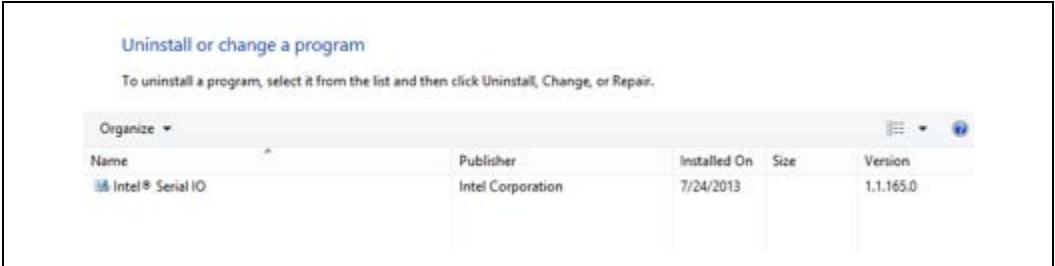 Uninstall or change a program
To uninstall a program, select it from the list and then click Uninstall, Change, or Repair.
Organize
Name Publisher Installed On Size Version
Intel® Serial IO Intel Corporation 7/24/2013 1.1.165.0